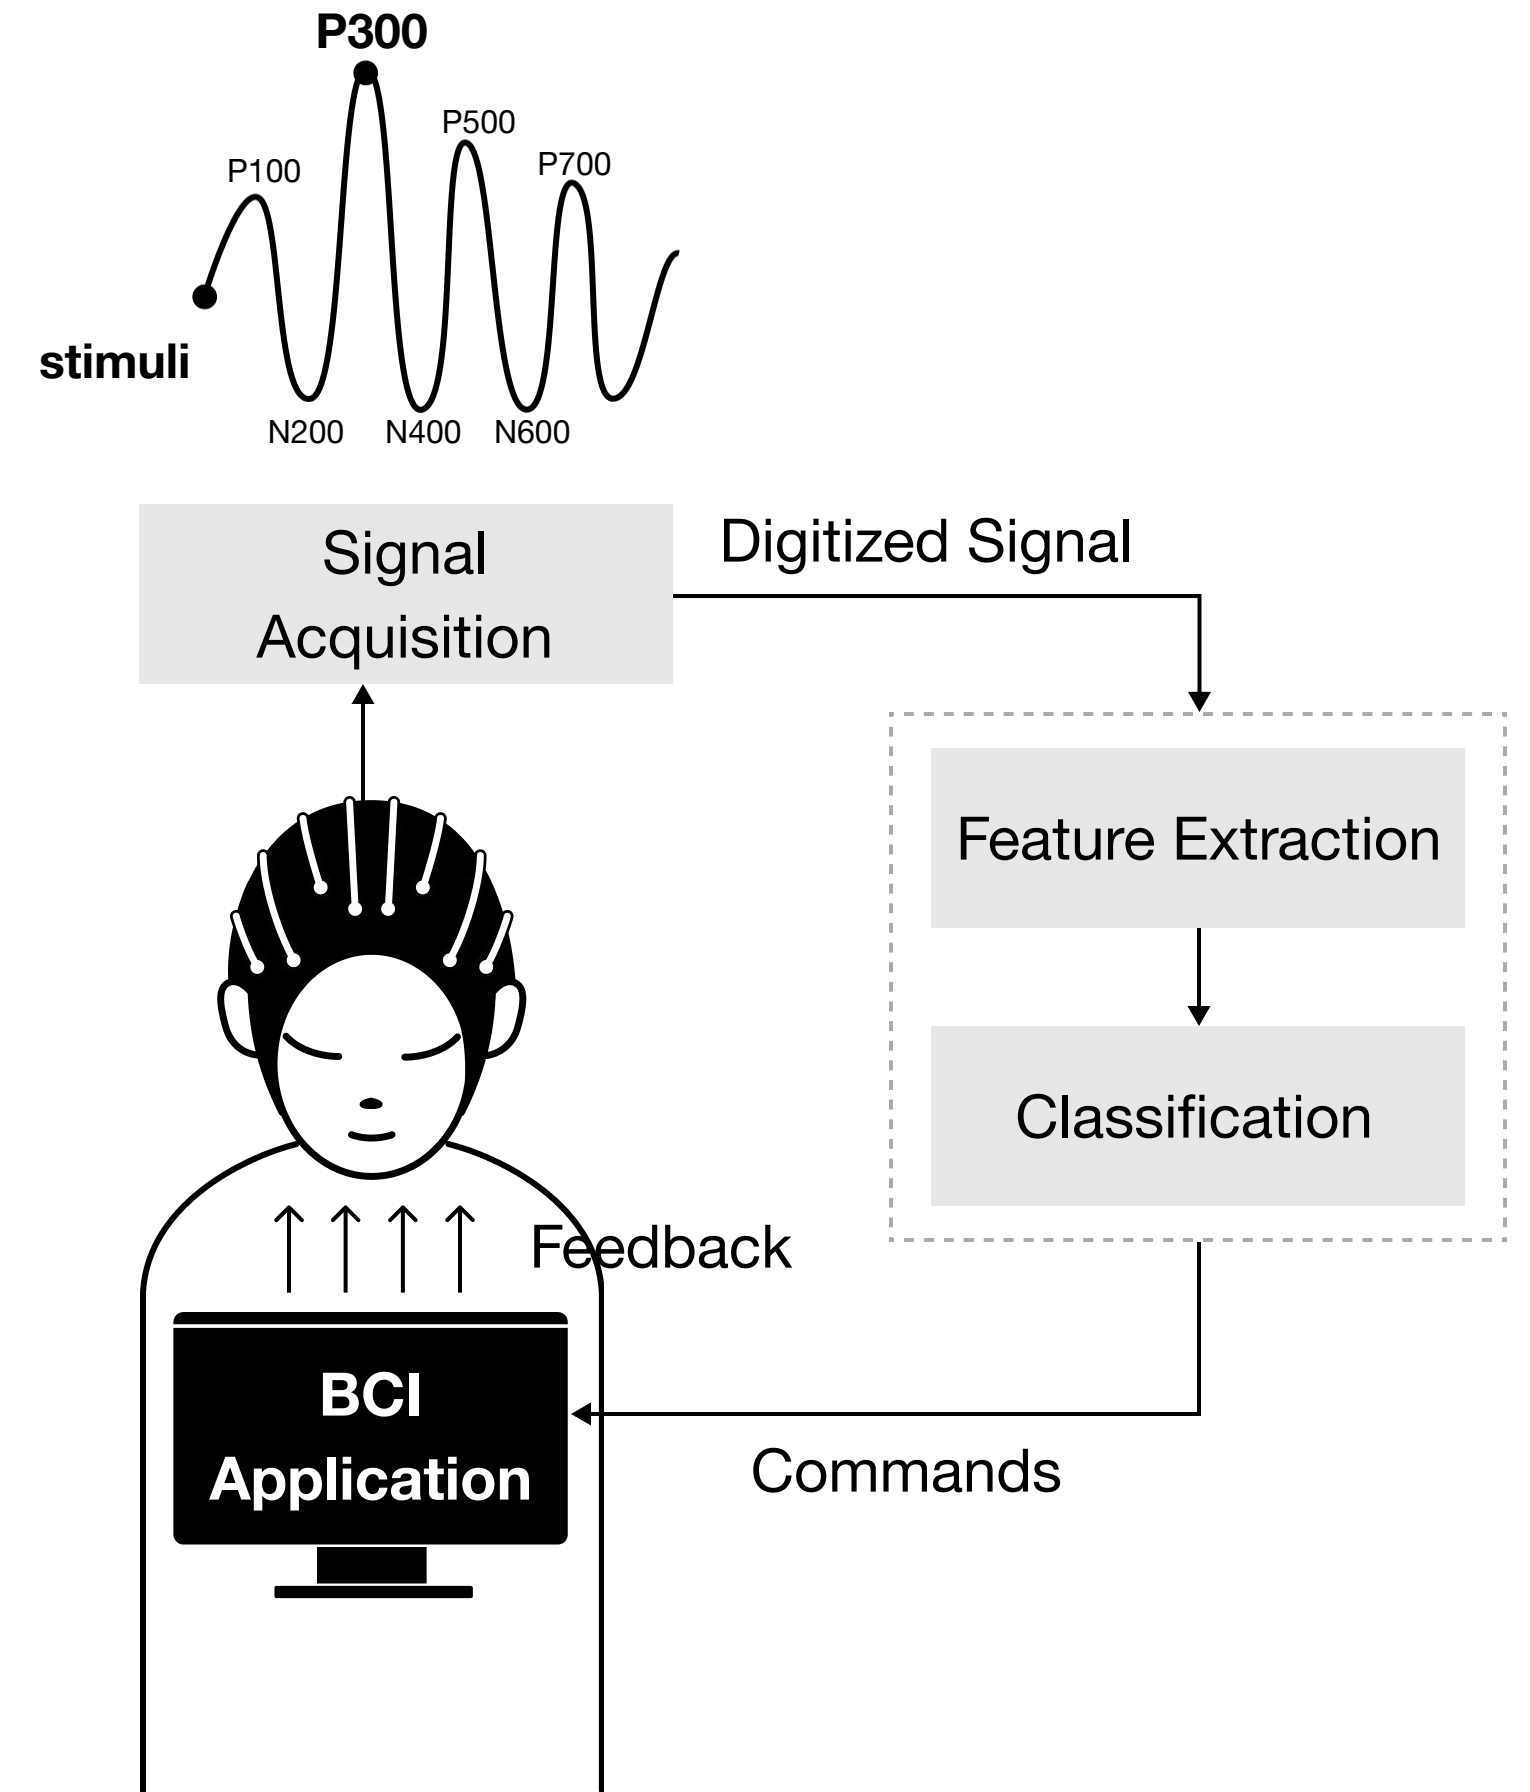 P300
P500
P700
P100
stimuli
N200
N400
N600
Signal
Acquisition
Digitized Signal
Feature Extraction
Classification
Feedback
BCI
Application
Commands